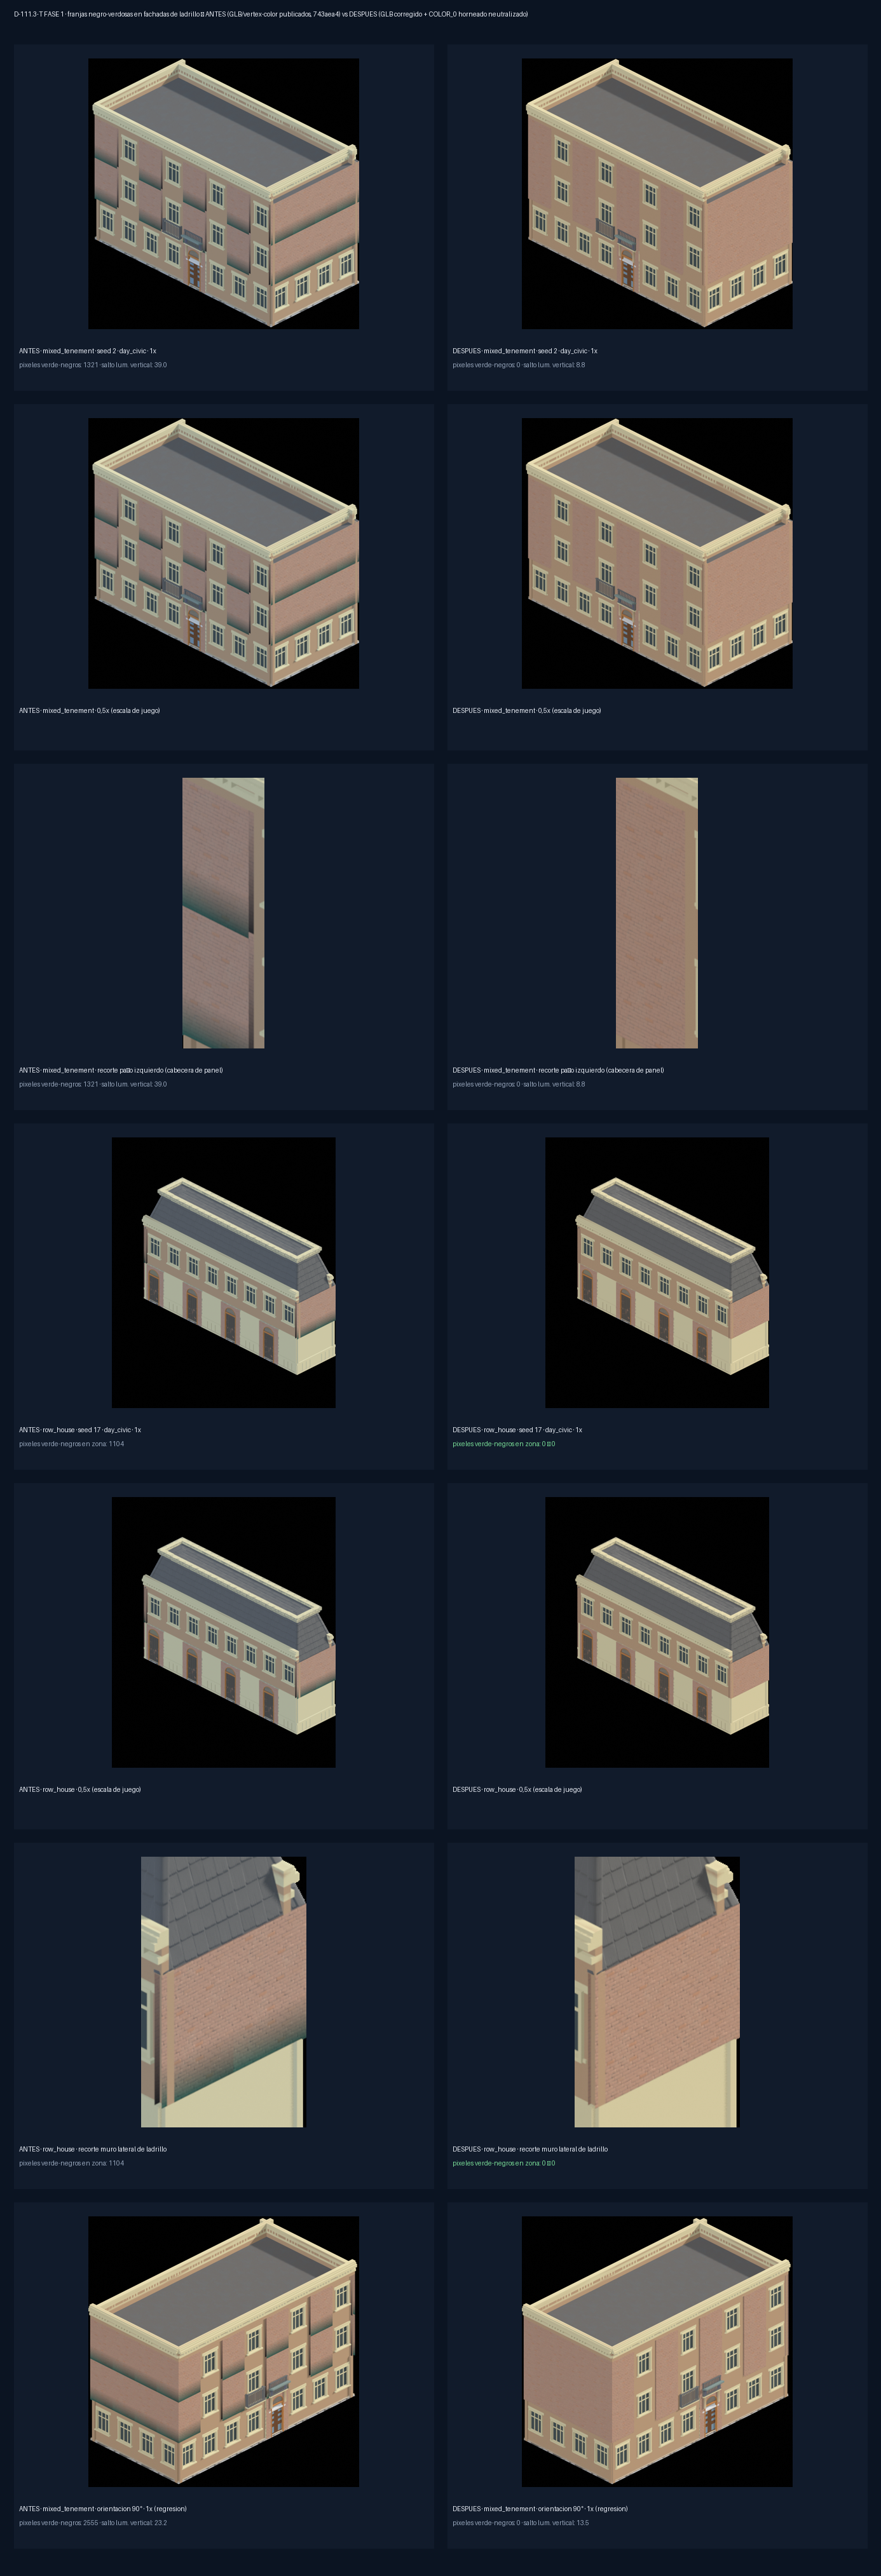 D-111.3-T FASE 1 · franjas negro-verdosas en fachadas de ladrillo ANTES (GLB/vertex-color publicados, 743aea4) vs DESPUES (GLB corregido + COLOR_0 horneado neutralizado)
ANTES · mixed_tenement · seed 2 · day_civic · 1x
pixeles verde-negros: 1321 · salto lum. vertical: 39.0
DESPUES · mixed_tenement · seed 2 · day_civic · 1x
pixeles verde-negros: 0 · salto lum. vertical: 8.8
ANTES · mixed_tenement · 0,5x (escala de juego)
DESPUES · mixed_tenement · 0,5x (escala de juego)
ANTES · mixed_tenement · recorte paño izquierdo (cabecera de panel)
pixeles verde-negros: 1321 · salto lum. vertical: 39.0
DESPUES · mixed_tenement · recorte paño izquierdo (cabecera de panel)
pixeles verde-negros: 0 · salto lum. vertical: 8.8
ANTES · row_house · seed 17 · day_civic · 1x
pixeles verde-negros en zona: 1104
DESPUES · row_house · seed 17 · day_civic · 1x
pixeles verde-negros en zona: 0 0
ANTES · row_house · 0,5x (escala de juego)
DESPUES · row_house · 0,5x (escala de juego)
ANTES · row_house · recorte muro lateral de ladrillo
pixeles verde-negros en zona: 1104
DESPUES · row_house · recorte muro lateral de ladrillo
pixeles verde-negros en zona: 0 0
ANTES · mixed_tenement · orientacion 90° · 1x (regresion)
pixeles verde-negros: 2555 · salto lum. vertical: 23.2
DESPUES · mixed_tenement · orientacion 90° · 1x (regresion)
pixeles verde-negros: 0 · salto lum. vertical: 13.5